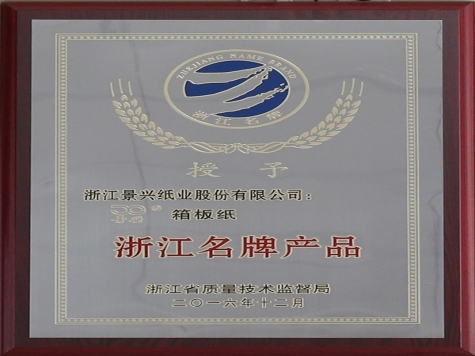 ZHEJIANG NAME BRAND
浙江名牌
授予
浙江景兴纸业股份有限公司：
箱板纸
浙江名牌产品
浙江省质量技术监督局
二〇一六年十二月